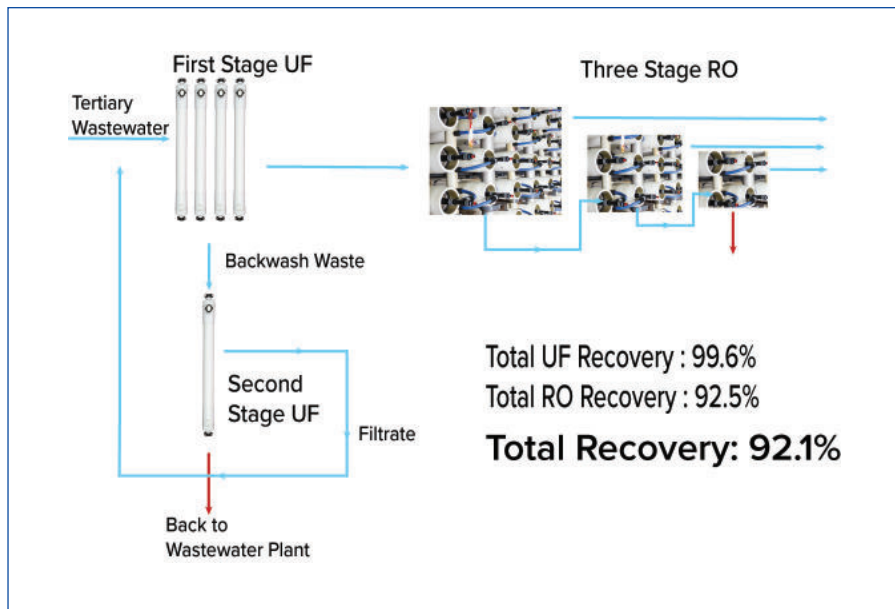 First Stage UF
Three Stage RO
Tertiary
Wastewater
Backwash Waste
Second
Stage UF
Filtrate
Back to
Wastewater Plant
Total UF Recovery : 99.6%
Total RO Recovery : 92.5%
Total Recovery: 92.1%